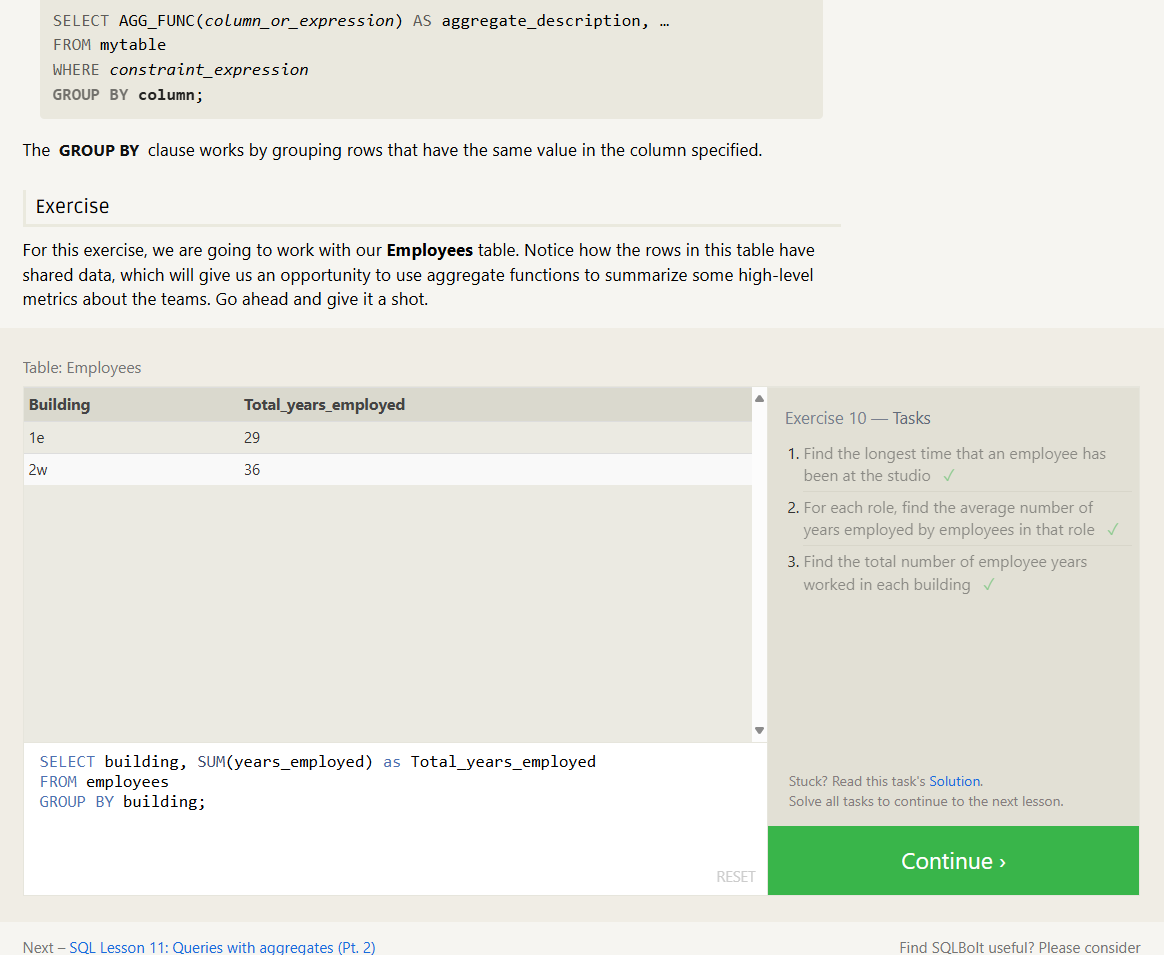 SELECT AGG_FUNC(column_or_expression) AS aggregate_description, …
FROM mytable
WHERE constraint_expression
GROUP BY column;
The GROUP BY clause works by grouping rows that have the same value in the column specified.
Exercise
For this exercise, we are going to work with our Employees table. Notice how the rows in this table have
shared data, which will give us an opportunity to use aggregate functions to summarize some high-level
metrics about the teams. Go ahead and give it a shot.
Table: Employees
Building Total_years_employed
1e 29
2w 36
SELECT building, SUM(years_employed) as Total_years_employed
FROM employees
GROUP BY building;
RESET
Exercise 10 — Tasks
1. Find the longest time that an employee has
been at the studio ✓
2. For each role, find the average number of
years employed by employees in that role ✓
3. Find the total number of employee years
worked in each building ✓
Stuck? Read this task's Solution.
Solve all tasks to continue to the next lesson.
Continue ›
Next – SQL Lesson 11: Queries with aggregates (Pt. 2)
Find SQLBolt useful? Please consider